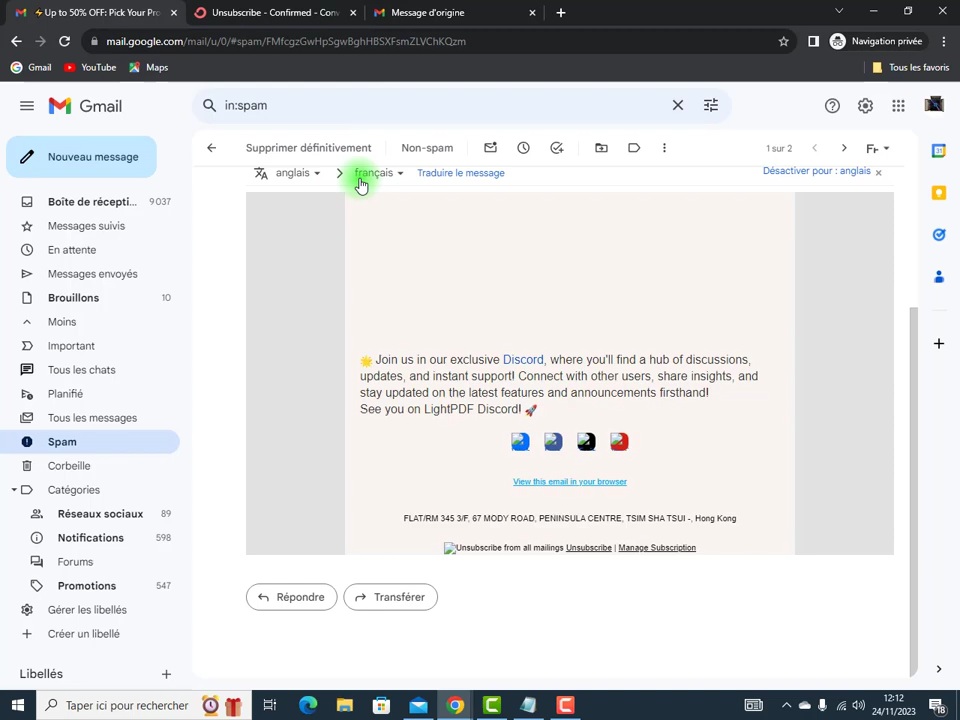 ⚡Up to 50% OFF: Pick Your Pro
Unsubscribe - Confirmed - Conv
Message d'origine
mail.google.com/mail/u/0/#spam/FMfcgzGwHpSgwBghHBSXFsmZLVChKQzm
Navigation privée
Gmail
YouTube
Maps
Tous les favoris
Gmail
in:spam
Nouveau message
Supprimer définitivement
Non-spam
1 sur 2
Fr
anglais
français
Traduire le message
Désactiver pour : anglais
Boîte de récepti... 9 037
Messages suivis
En attente
Messages envoyés
Brouillons 10
Moins
Important
Tous les chats
Planifié
Tous les messages
Spam
Corbeille
Catégories
Réseaux sociaux 89
Notifications 598
Forums
Promotions 547
Gérer les libellés
Créer un libellé
Libellés
🌟 Join us in our exclusive Discord, where you'll find a hub of discussions,
updates, and instant support! Connect with other users, share insights, and
stay updated on the latest features and announcements firsthand!
See you on LightPDF Discord! 🚀
View this email in your browser
FLAT/RM 345 3/F, 67 MODY ROAD, PENINSULA CENTRE, TSIM SHA TSUI -, Hong Kong
Unsubscribe from all mailings Unsubscribe | Manage Subscription
Répondre
Transférer
Taper ici pour rechercher
12:12
24/11/2023
18